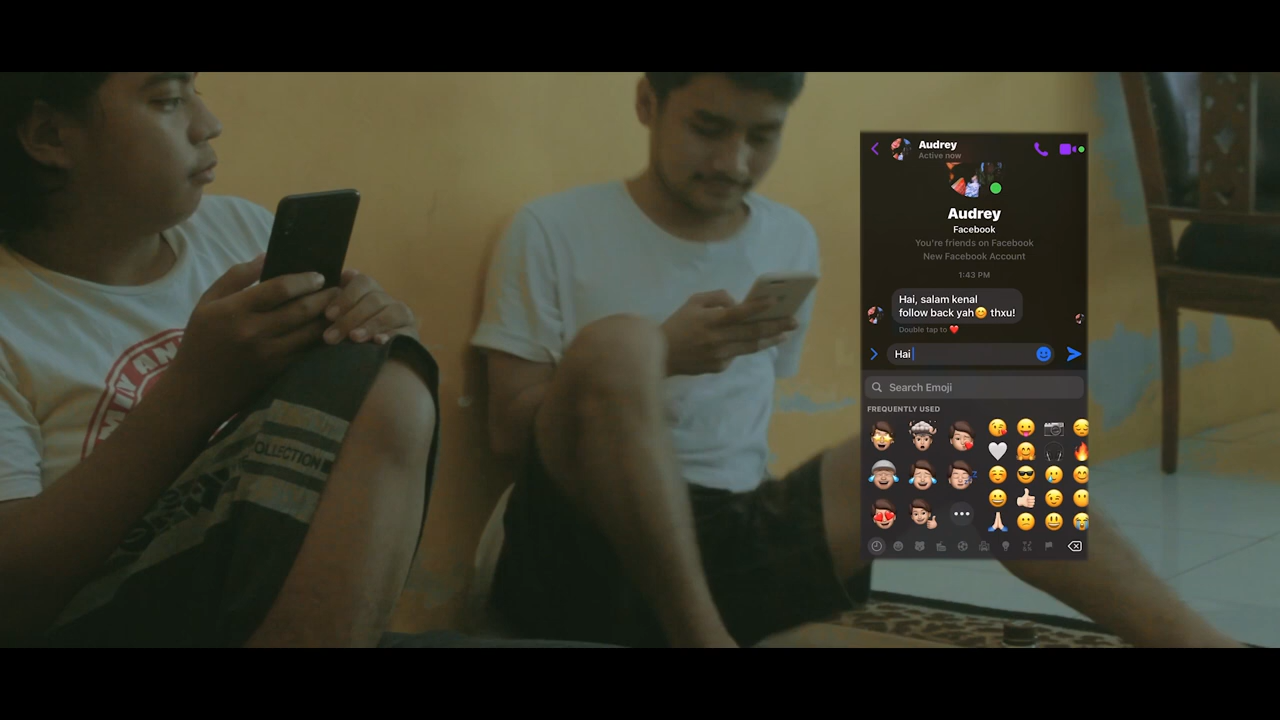 Audrey
Active now
Audrey
Facebook
You're friends on Facebook
New Facebook Account
1:43 PM
Hai, salam kenal
follow back yah😊 thxu!
Double tap to ❤️
Hai
Search Emoji
FREQUENTLY USED
OLLECTION